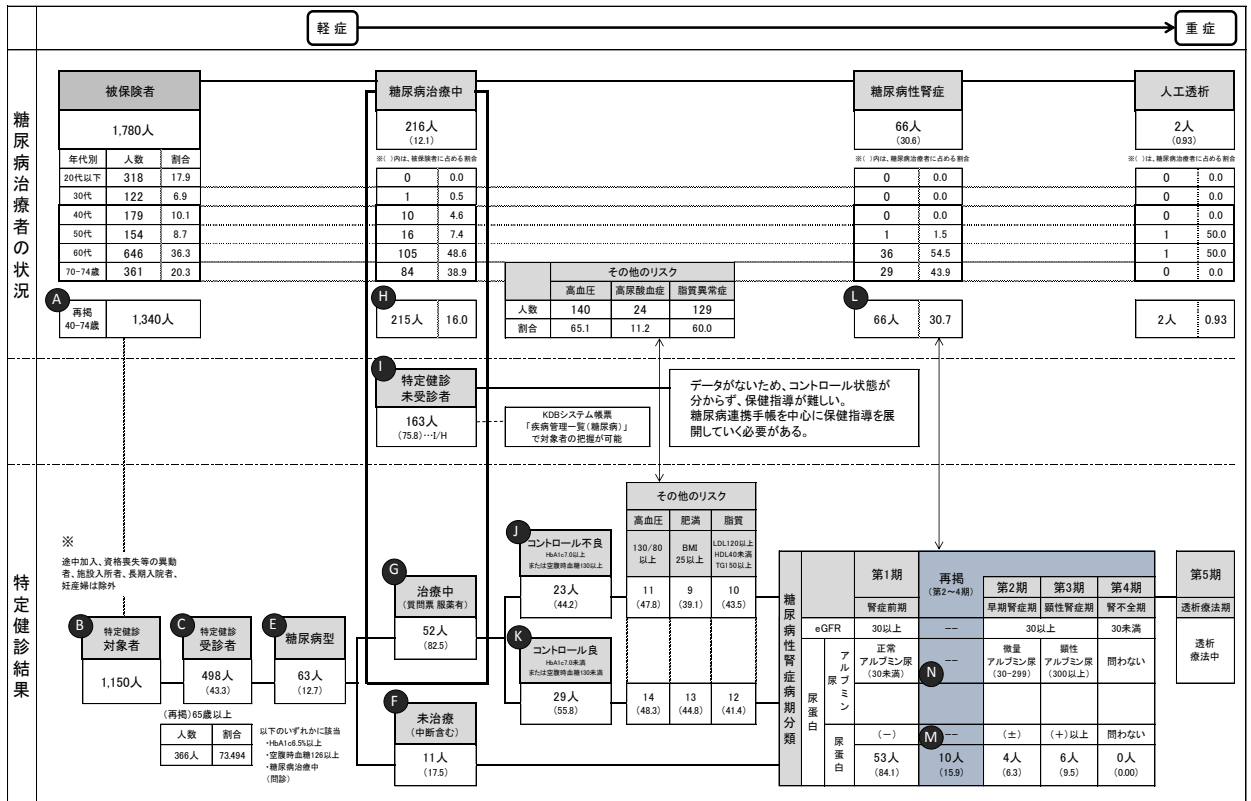 軽症
重症
糖尿病治療者の状況
被保険者
1,780人
年代別 人数 割合
20代以下 318 17.9
30代 122 6.9
40代 179 10.1
50代 154 8.7
60代 646 36.3
70-74歳 361 20.3
A
再掲
40-74歳
1,340人
糖尿病治療中
216人
(12.1)
※( )内は、被保険者に占める割合
0 0.0
1 0.5
10 4.6
16 7.4
105 48.6
84 38.9
H
215人 16.0
その他のリスク
高血圧 高尿酸血症 脂質異常症
人数 140 24 129
割合 65.1 11.2 60.0
糖尿病性腎症
66人
(30.6)
※( )内は、糖尿病治療者に占める割合
0 0.0
0 0.0
0 0.0
1 1.5
36 54.5
29 43.9
L
66人 30.7
人工透析
2人
(0.93)
※( )は、糖尿病治療者に占める割合
0 0.0
0 0.0
0 0.0
1 50.0
1 50.0
0 0.0
2人 0.93
I
特定健診
未受診者
163人
(75.8)…I/H
KDBシステム帳票
「疾病管理一覧(糖尿病)」
で対象者の把握が可能
データがないため、コントロール状態が
分からず、保健指導が難しい。
糖尿病連携手帳を中心に保健指導を展
開していく必要がある。
特定健診結果
※
途中加入、資格喪失等の異動
者、施設入所者、長期入院者、
妊産婦は除外
B
特定健診
対象者
1,150人
C
特定健診
受診者
498人
(43.3)
(再掲)65歳以上
人数 割合
366人 73.494
E
糖尿病型
63人
(12.7)
以下のいずれかに該当
・HbA1c6.5%以上
・空腹時血糖126以上
・糖尿病治療中
(問診)
G
治療中
(質問票 服薬有)
52人
(82.5)
F
未治療
(中断含む)
11人
(17.5)
J
コントロール不良
HbA1c7.0以上
または空腹時血糖130以上
23人
(44.2)
K
コントロール良
HbA1c7.0未満
または空腹時血糖130未満
29人
(55.8)
その他のリスク
高血圧 肥満 脂質
130/80
以上
BMI
25以上
LDL120以上
HDL40未満
TG150以上
11 9 10
(47.8) (39.1) (43.5)
14 13 12
(48.3) (44.8) (41.4)
糖尿病性腎症病期分類
第1期
腎症前期
再掲
(第2～4期)
第2期 第3期 第4期
早期腎症期 顕性腎症期 腎不全期
第5期
透析療法期
eGFR 30以上 -- 30以上 30未満
尿蛋白
尿アルブミン
正常
アルブミン尿
(30未満)
N
--
微量
アルブミン尿
(30-299)
顕性
アルブミン尿
(300以上)
問わない
透析
療法中
尿蛋白
M
(－) -- (±) (＋)以上 問わない
53人 10人 4人 6人 0人
(84.1) (15.9) (6.3) (9.5) (0.00)